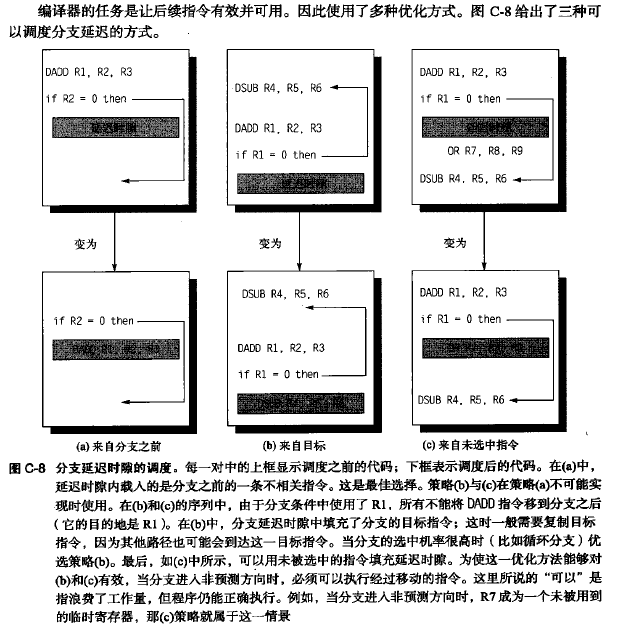 编译器的任务是让后续指令有效并可用。因此使用了多种优化方式。图 C-8 给出了三种可
以调度分支延迟的方式。
DADD R1, R2, R3
if R2 = 0 then
DSUB R4, R5, R6
DADD R1, R2, R3
if R1 = 0 then
DADD R1, R2, R3
if R1 = 0 then
OR R7, R8, R9
DSUB R4, R5, R6
变为
变为
变为
if R2 = 0 then
DSUB R4, R5, R6
DADD R1, R2, R3
if R1 = 0 then
DADD R1, R2, R3
if R1 = 0 then
DSUB R4, R5, R6
(a) 来自分支之前
(b) 来自目标
(c) 来自未选中指令
图 C-8 分支延迟时隙的调度。每一对中的上框显示调度之前的代码；下框表示调度后的代码。在(a)中，
延迟时隙内载入的是分支之前的一条不相关指令。这是最佳选择。策略(b)与(c)在策略(a)不可能实
现时使用。在(b)和(c)的序列中，由于分支条件中使用了 R1，所有不能将 DADD 指令移到分支之后
（它的目的地是 R1）。在(b)中，分支延迟时隙中填充了分支的目标指令；这时一般需要复制目标
指令，因为其他路径也可能会到达这一目标指令。当分支的选中机率很高时（比如循环分支）优
选策略(b)。最后，如(c)中所示，可以用未被选中的指令填充延迟时隙。为使这一优化方法能够对
(b)和(c)有效，当分支进入非预测方向时，必须可以执行经过移动的指令。这里所说的“可以”是
指浪费了工作量，但程序仍能正确执行。例如，当分支进入非预测方向时，R7 成为一个未被用到
的临时寄存器，那(c)策略就属于这一情景